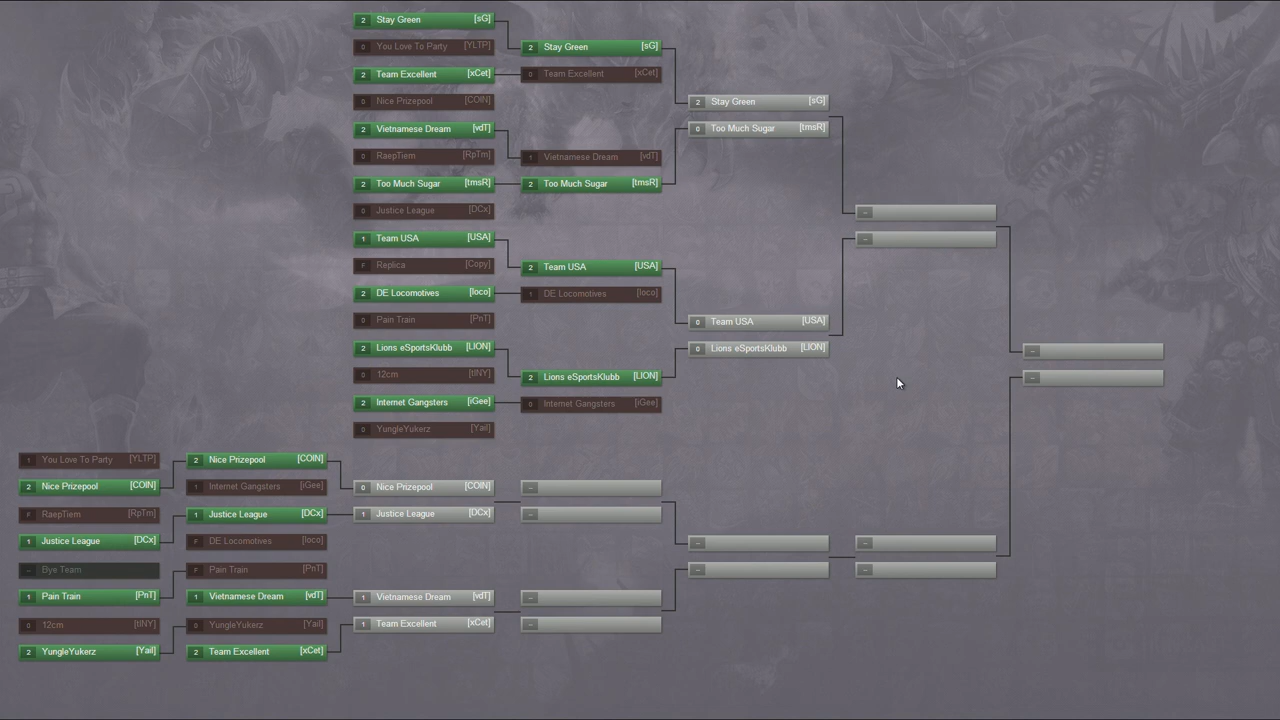 2 Stay Green [sG]
0 You Love To Party [YLTP]
2 Stay Green [sG]
2 Team Excellent [xCet]
0 Team Excellent [xCet]
0 Nice Prizepool [COIN]
2 Stay Green [sG]
2 Vietnamese Dream [vdT]
0 Too Much Sugar [tmsR]
0 RaepTiem [RpTm]
1 Vietnamese Dream [vdT]
2 Too Much Sugar [tmsR]
2 Too Much Sugar [tmsR]
0 Justice League [DCx]
–
1 Team USA [USA]
–
F Replica [Copy]
2 Team USA [USA]
2 DE Locomotives [loco]
1 DE Locomotives [loco]
0 Pain Train [PnT]
0 Team USA [USA]
2 Lions eSportsKlubb [LION]
0 Lions eSportsKlubb [LION]
–
0 12cm [tINY]
2 Lions eSportsKlubb [LION]
–
2 Internet Gangsters [iGee]
0 Internet Gangsters [iGee]
0 YungleYukerz [Yail]
1 You Love To Party [YLTP]
2 Nice Prizepool [COIN]
2 Nice Prizepool [COIN]
1 Internet Gangsters [iGee]
0 Nice Prizepool [COIN]
–
F RaepTiem [RpTm]
1 Justice League [DCx]
1 Justice League [DCx]
–
1 Justice League [DCx]
F DE Locomotives [loco]
–
–
– Bye Team
F Pain Train [PnT]
–
–
1 Pain Train [PnT]
1 Vietnamese Dream [vdT]
1 Vietnamese Dream [vdT]
–
0 12cm [tINY]
0 YungleYukerz [Yail]
1 Team Excellent [xCet]
–
2 YungleYukerz [Yail]
2 Team Excellent [xCet]